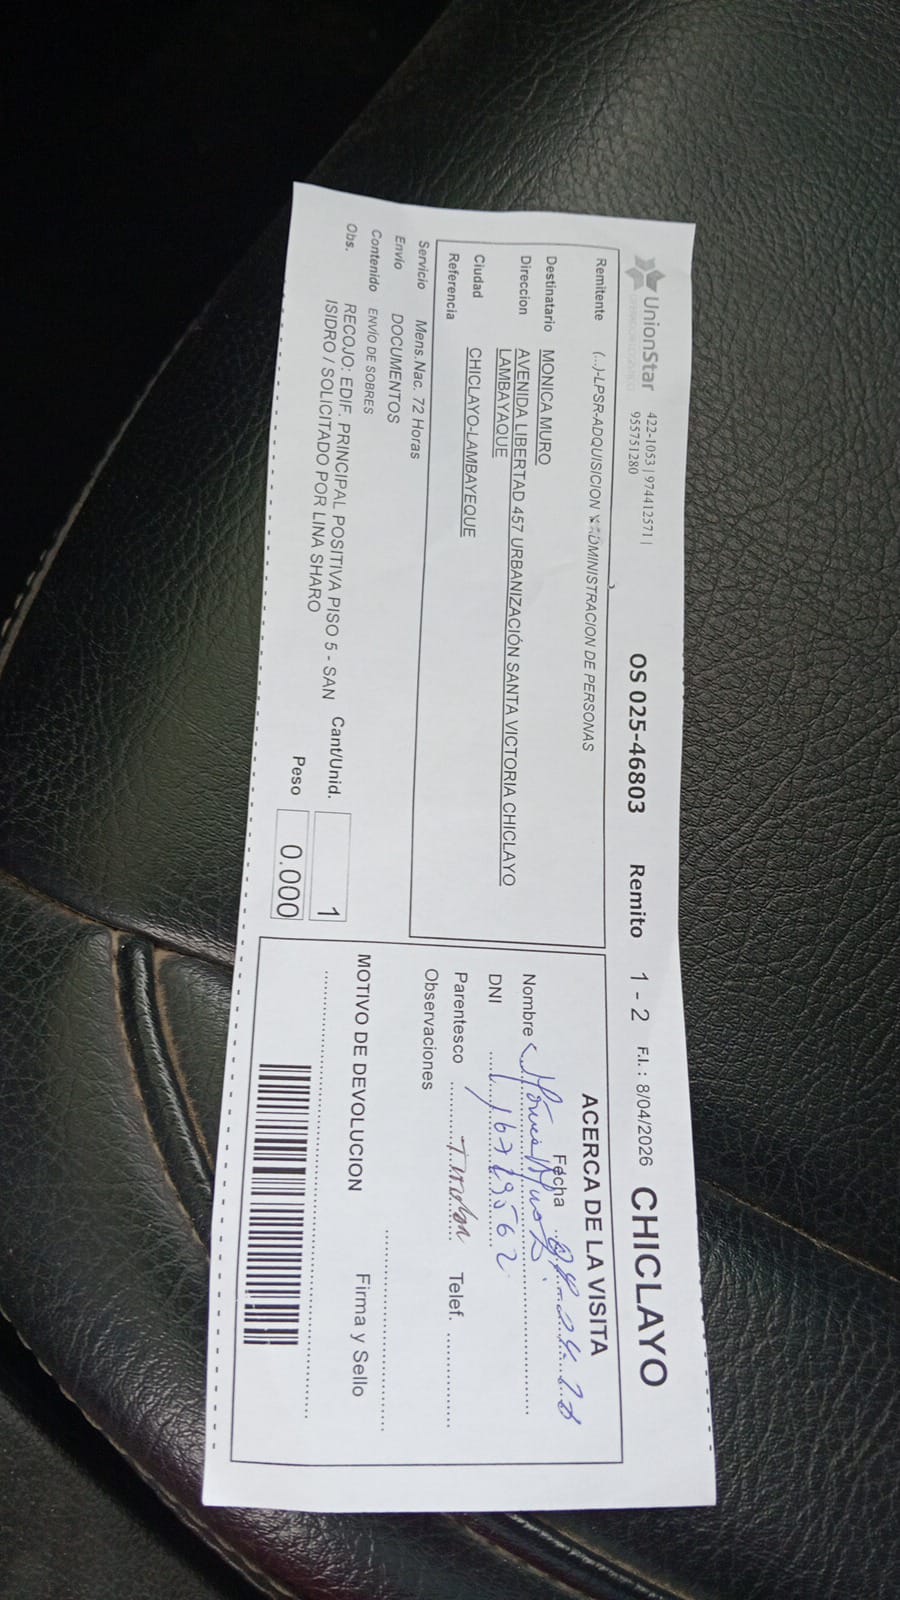 UnionStar
422-1053 | 974412571 |
955751280
OS 025-46803 Remito 1 - 2 F.I.: 8/04/2026 CHICLAYO
Remitente (...)-LPSR-ADQUISICION Y ADMINISTRACION DE PERSONAS
Destinatario MONICA MURO
Direccion AVENIDA LIBERTAD 457 URBANIZACIÓN SANTA VICTORIA CHICLAYO
LAMBAYAQUE
Ciudad CHICLAYO-LAMBAYEQUE
Referencia
Servicio Mens.Nac. 72 Horas
Envio DOCUMENTOS
Contenido ENVÍO DE SOBRES
Obs. RECOJO: EDIF. PRINCIPAL POSITIVA PISO 5 - SAN
ISIDRO / SOLICITADO POR LINA SHARO
Cant/Unid. 1
Peso 0.000
ACERCA DE LA VISITA
Fecha
Nombre
DNI 16729562
Parentesco Titular Telef.
Observaciones
MOTIVO DE DEVOLUCION Firma y Sello